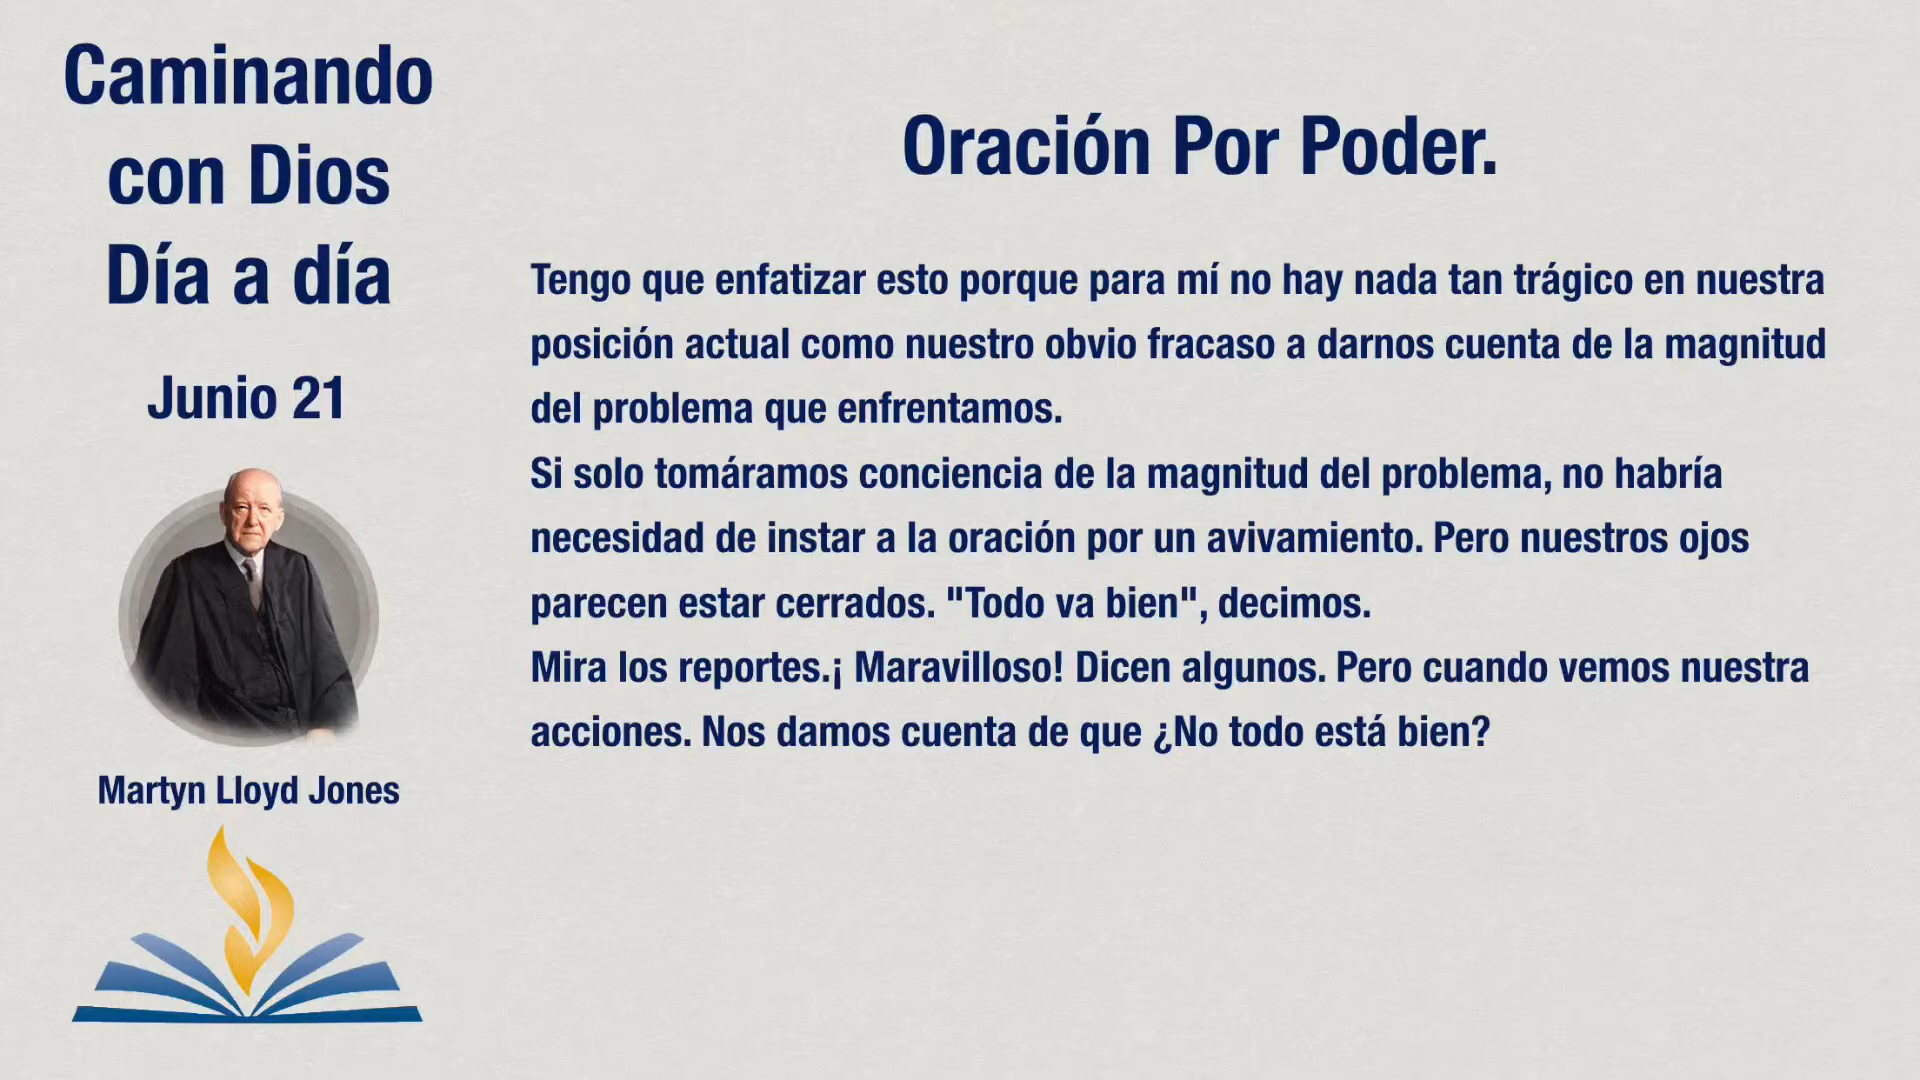 Caminando
con Dios
Día a día
Junio 21
Martyn Lloyd Jones
Oración Por Poder.
Tengo que enfatizar esto porque para mí no hay nada tan trágico en nuestra
posición actual como nuestro obvio fracaso a darnos cuenta de la magnitud
del problema que enfrentamos.
Si solo tomáramos conciencia de la magnitud del problema, no habría
necesidad de instar a la oración por un avivamiento. Pero nuestros ojos
parecen estar cerrados. "Todo va bien", decimos.
Mira los reportes.¡ Maravilloso! Dicen algunos. Pero cuando vemos nuestra
acciones. Nos damos cuenta de que ¿No todo está bien?